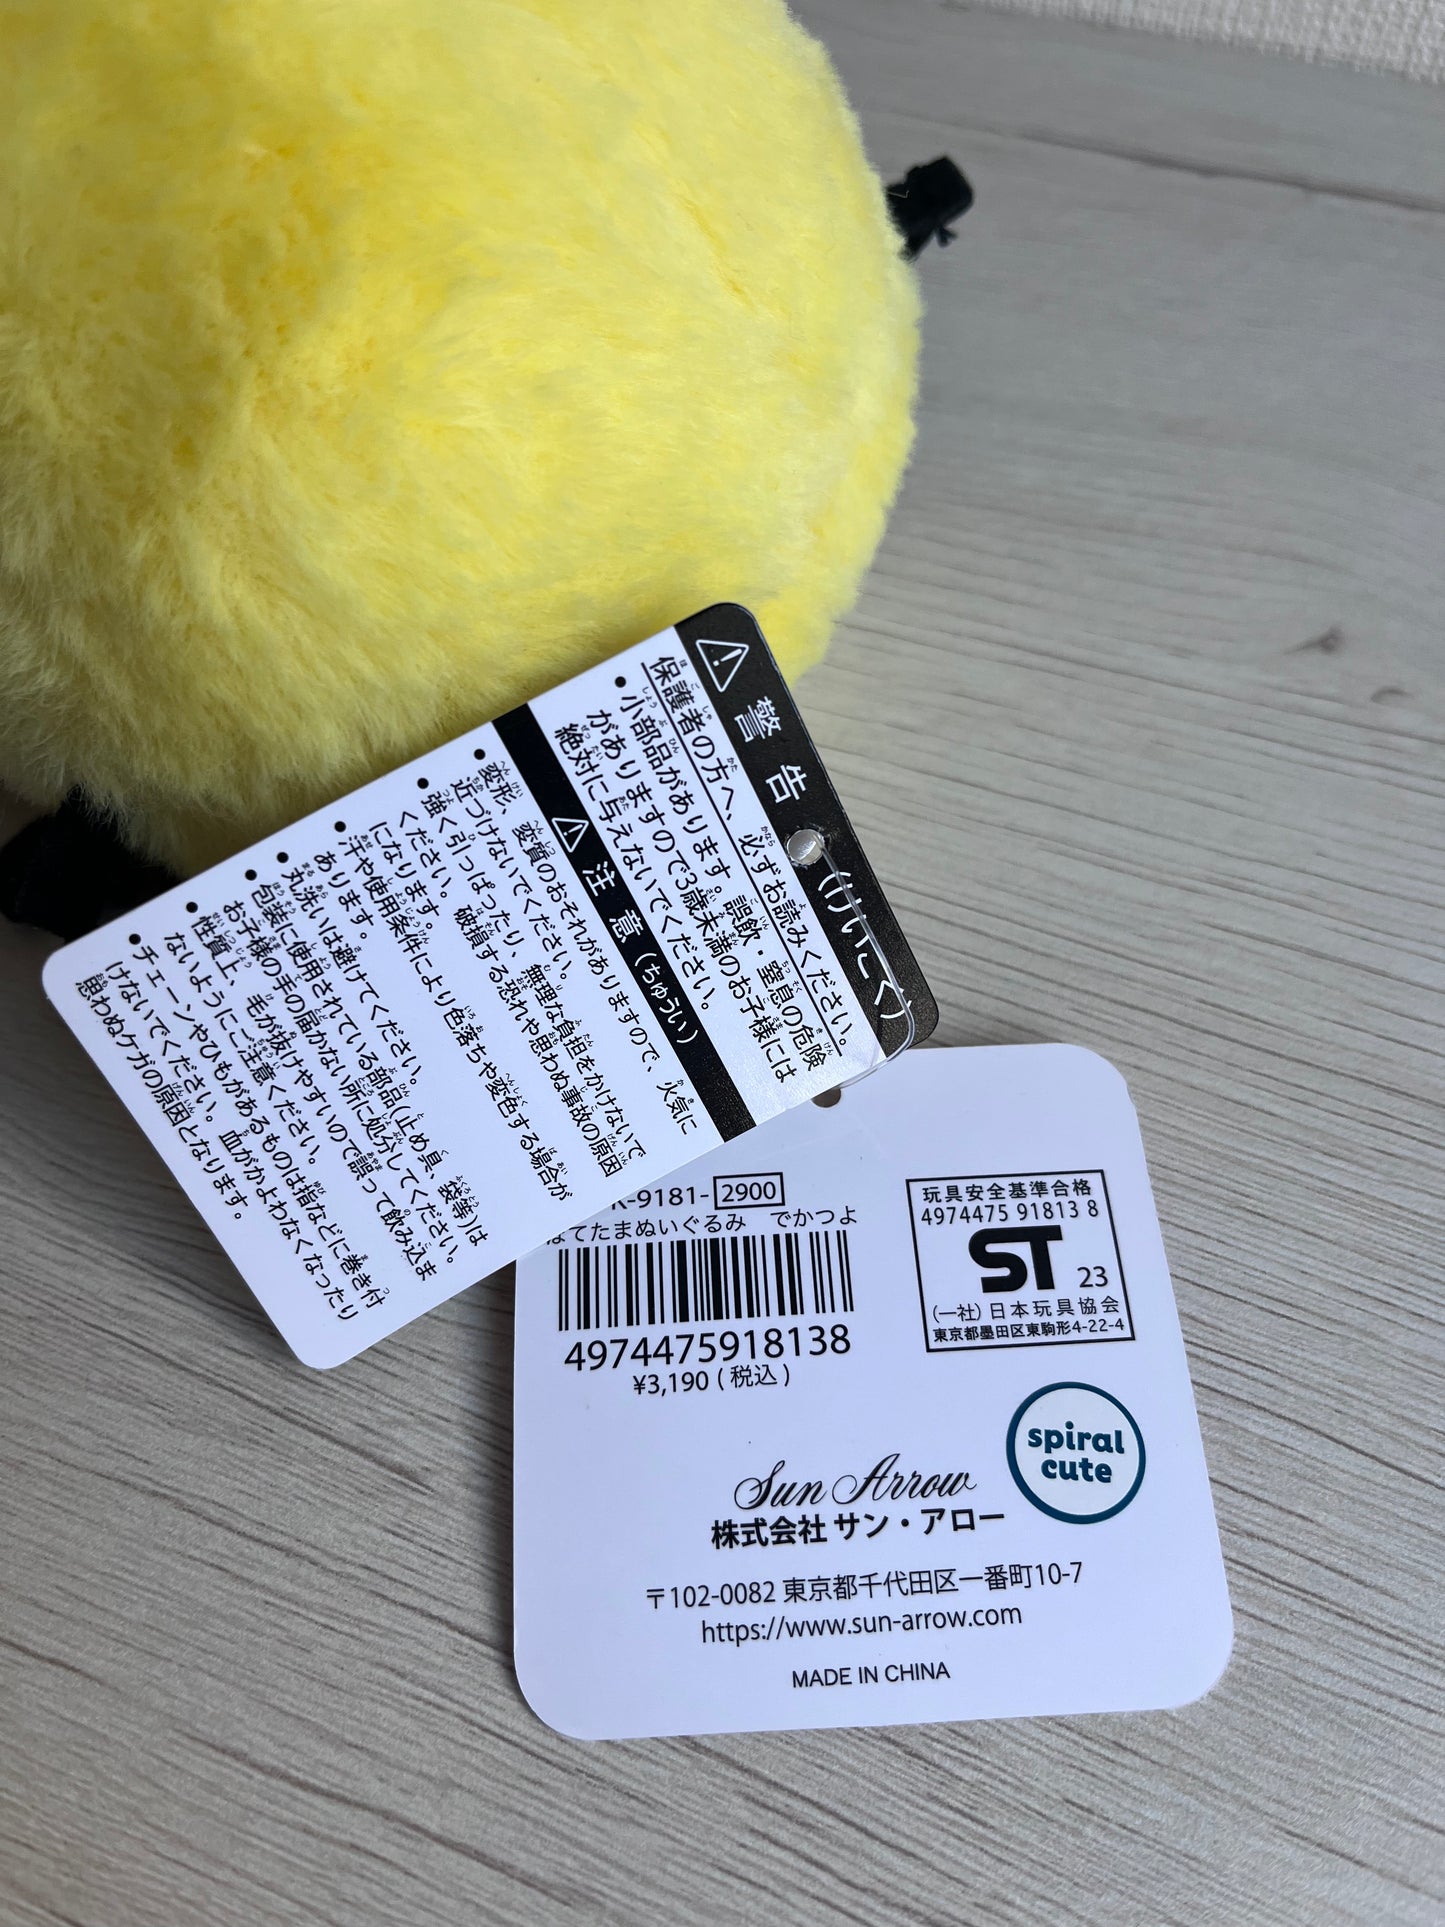 警告(けいこく)
保護者の方へ、必ずお読みください。
●小部品があります。誤飲・窒息の危険
がありますので3歳未満のお子様には
絶対に与えないでください。
注意(ちゅうい)
●変形、変質のおそれがありますので、火気に
近づけないでください。
●強く引っぱったり、無理な負担をかけないで
ください。破損する恐れや思わぬ事故の原因
になります。
●汗や使用条件により色落ちや変色する場合が
あります。
●丸洗いは避けてください。
●包装に使用されている部品(止め具、袋等)は
お子様の手の届かない所に処分してください。
●性質上、毛が抜けやすいので誤って飲み込ま
ないようにご注意ください。
●チェーンやひもがあるものは指などに巻き付
けないでください。血がかよわなくなったり
思わぬケガの原因となります。
K-9181-2900
ぽてたまぬいぐるみ でかつよ
4974475918138
¥3,190(税込)
玩具安全基準合格
4974475 91813 8
ST 23
(一社)日本玩具協会
東京都墨田区東駒形4-22-4
spiral
cute
Sun Arrow
株式会社 サン・アロー
〒102-0082 東京都千代田区一番町10-7
https://www.sun-arrow.com
MADE IN CHINA